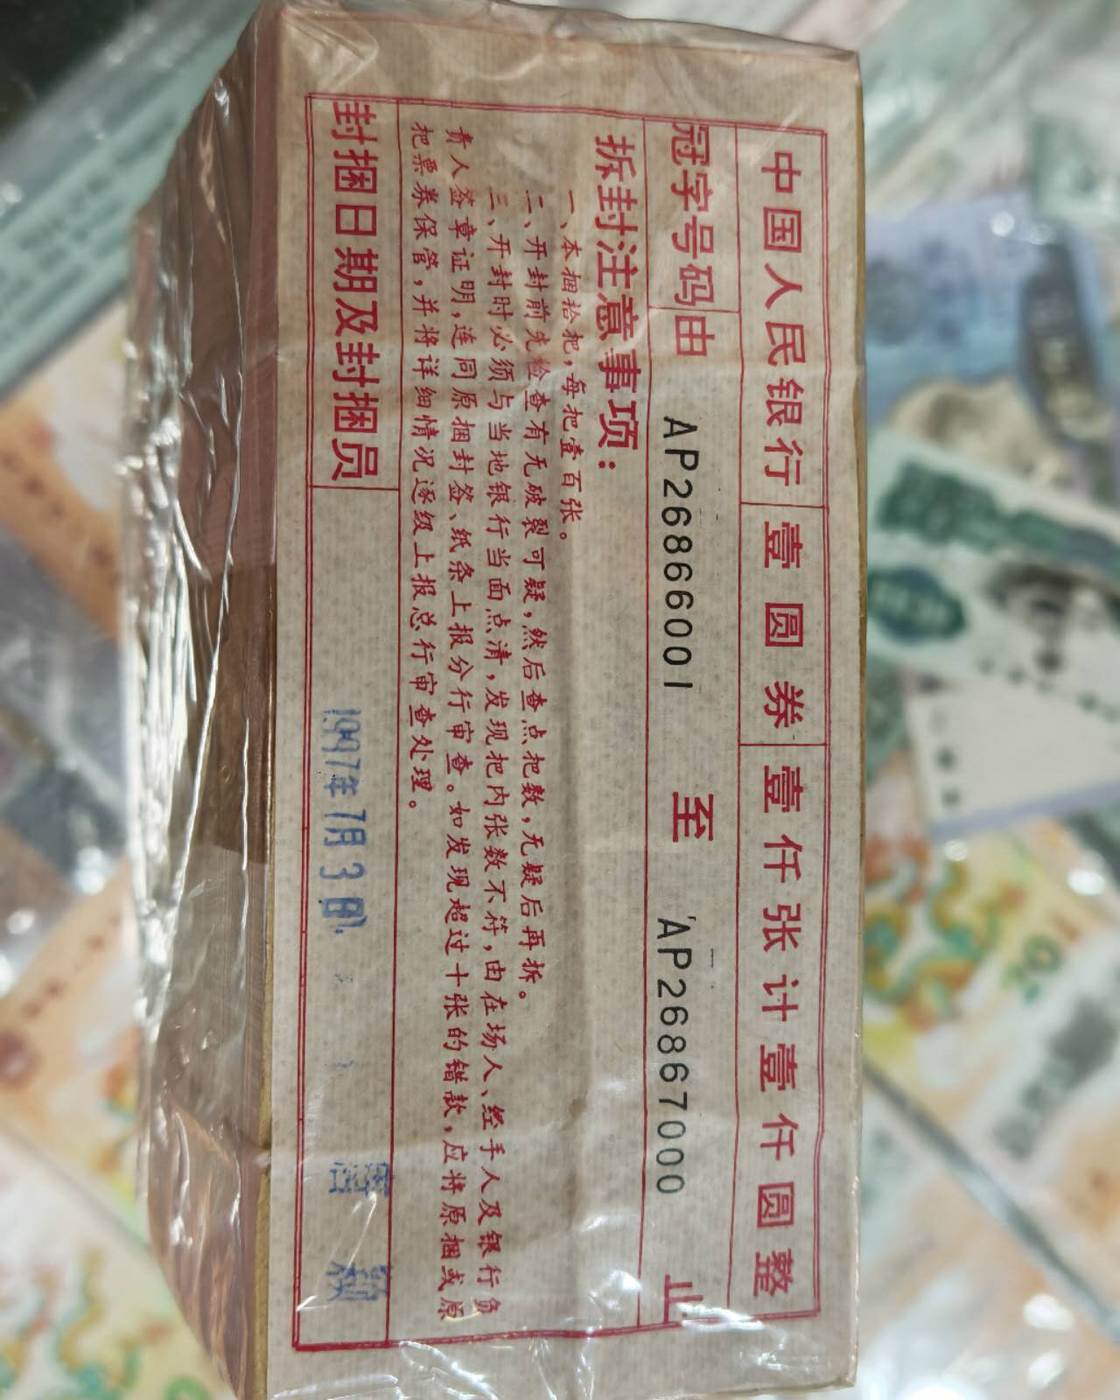 中国人民银行 壹圆券 壹仟张计壹仟圆整
冠字号码 由 AP26866001 至 AP26867000 止
拆封注意事项：
一、本捆拾把，每把壹百张。
二、开封前先检查有无破裂可疑，然后查点把数，无疑后再拆。
三、开封时必须与当地银行当面点清，发现把内张数不符，由在场人、经手人及银行负
责人签章证明，连同原捆封签、纸条上报分行审查。如发现超过十张的错款，应将原捆或原
把票券保管，并将详细情况逐级上报总行审查处理。
封捆日期及封捆员 1997年7月3日